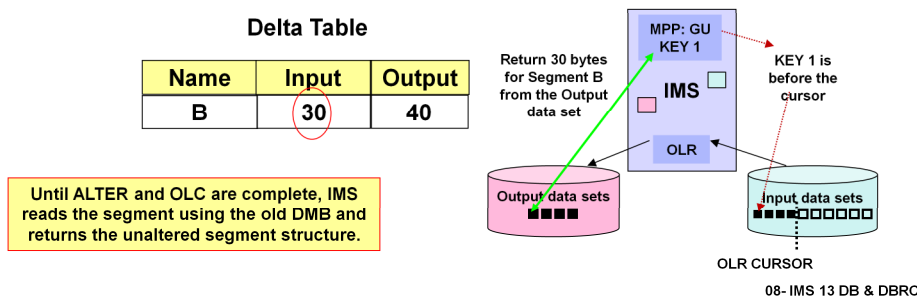 Delta Table
Name Input Output
B 30 40
Until ALTER and OLC are complete, IMS
reads the segment using the old DMB and
returns the unaltered segment structure.
Return 30 bytes
for Segment B
from the Output
data set
MPP: GU
KEY 1
IMS
OLR
KEY 1 is
before the
cursor
Output data sets
Input data sets
OLR CURSOR
08- IMS 13 DB & DBRC